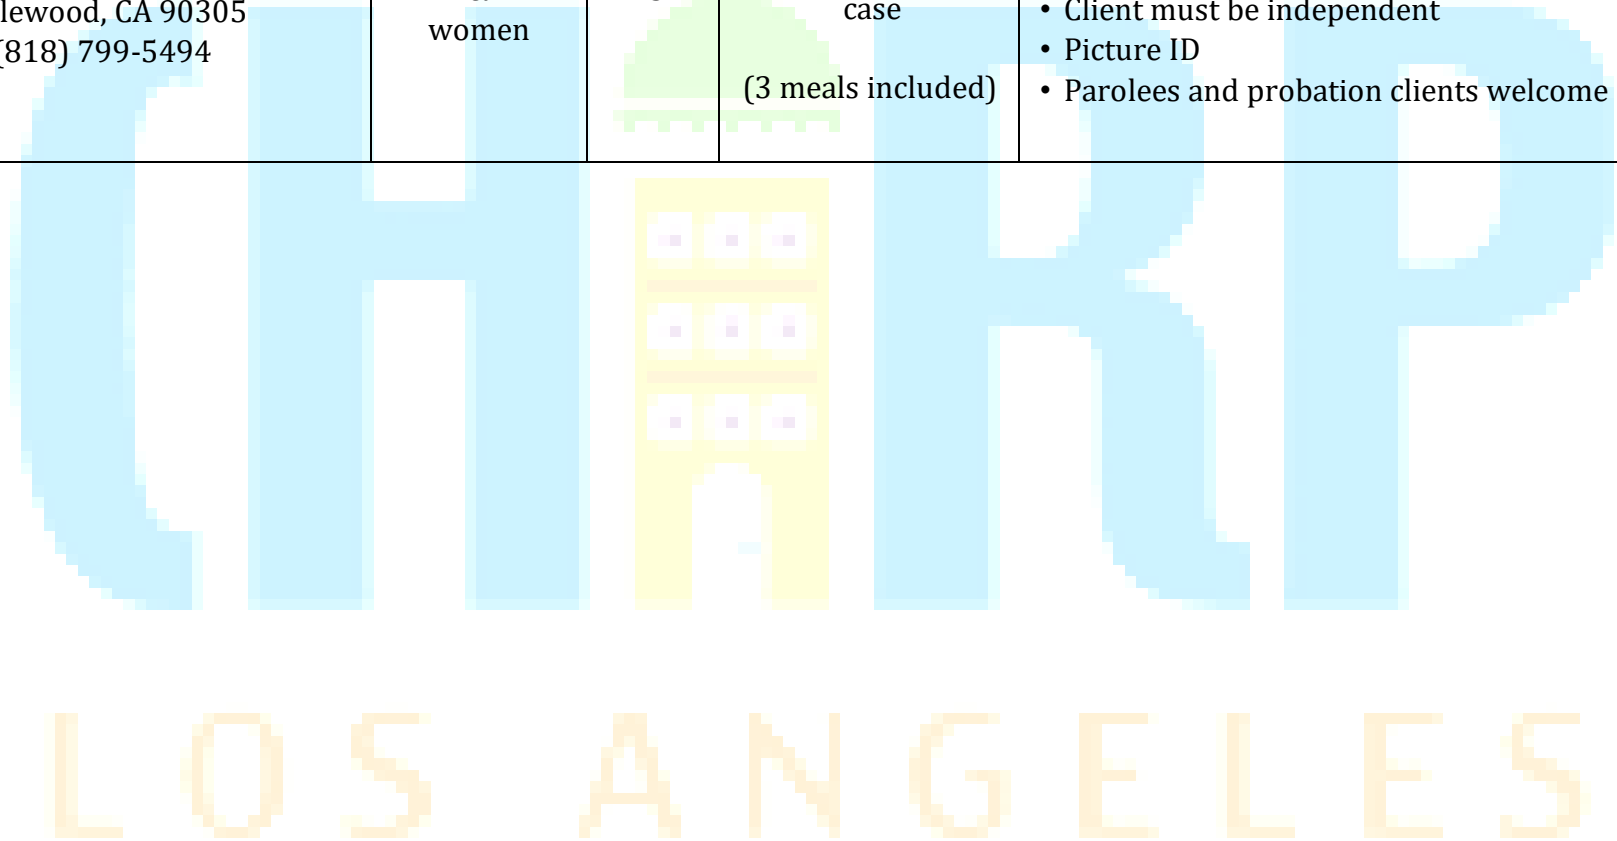 lewood, CA 90305
(818) 799-5494
women
case
(3 meals included)
• Client must be independent
• Picture ID
• Parolees and probation clients welcome
CHIRP
LOS ANGELES